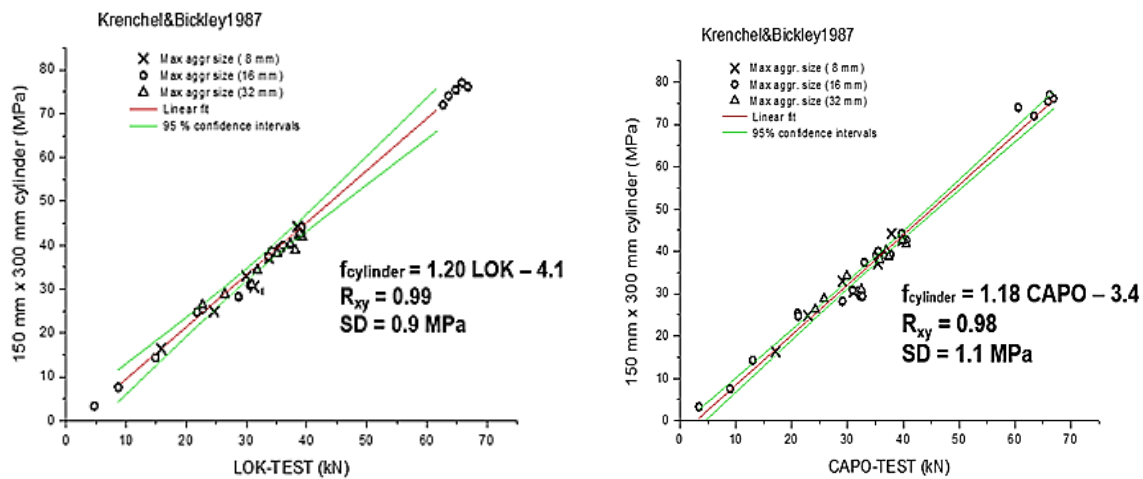 Krenchel&Bickley1987
Max aggr size ( 8 mm)
Max aggr size (16 mm)
Max aggr size (32 mm)
Linear fit
95 % confidence intervals
80
70
60
50
40
30
20
10
0
150 mm x 300 mm cylinder (MPa)
fcylinder = 1.20 LOK – 4.1
Rxy = 0.99
SD = 0.9 MPa
0 10 20 30 40 50 60 70
LOK-TEST (kN)
Krenchel&Bickley1987
Max aggr. size ( 8 mm)
Max aggr. size (16 mm)
Max aggr. size (32 mm)
Linear fit
95% confidence intervals
80
70
60
50
40
30
20
10
0
150 mm x 300 mm cylinder (MPa)
fcylinder = 1.18 CAPO – 3.4
Rxy = 0.98
SD = 1.1 MPa
0 10 20 30 40 50 60 70
CAPO-TEST (kN)